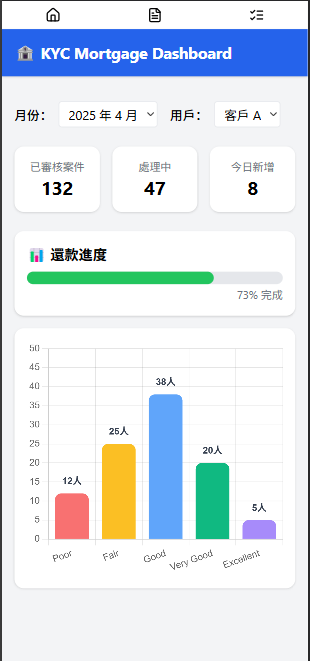 KYC Mortgage Dashboard
月份： 2025 年 4 月 用戶： 客戶 A
已審核案件 處理中 今日新增
132 47 8
還款進度
73% 完成
50
45
40
35
30
25
20
15
10
5
0
12人
25人
38人
20人
5人
Poor
Fair
Good
Very Good
Excellent